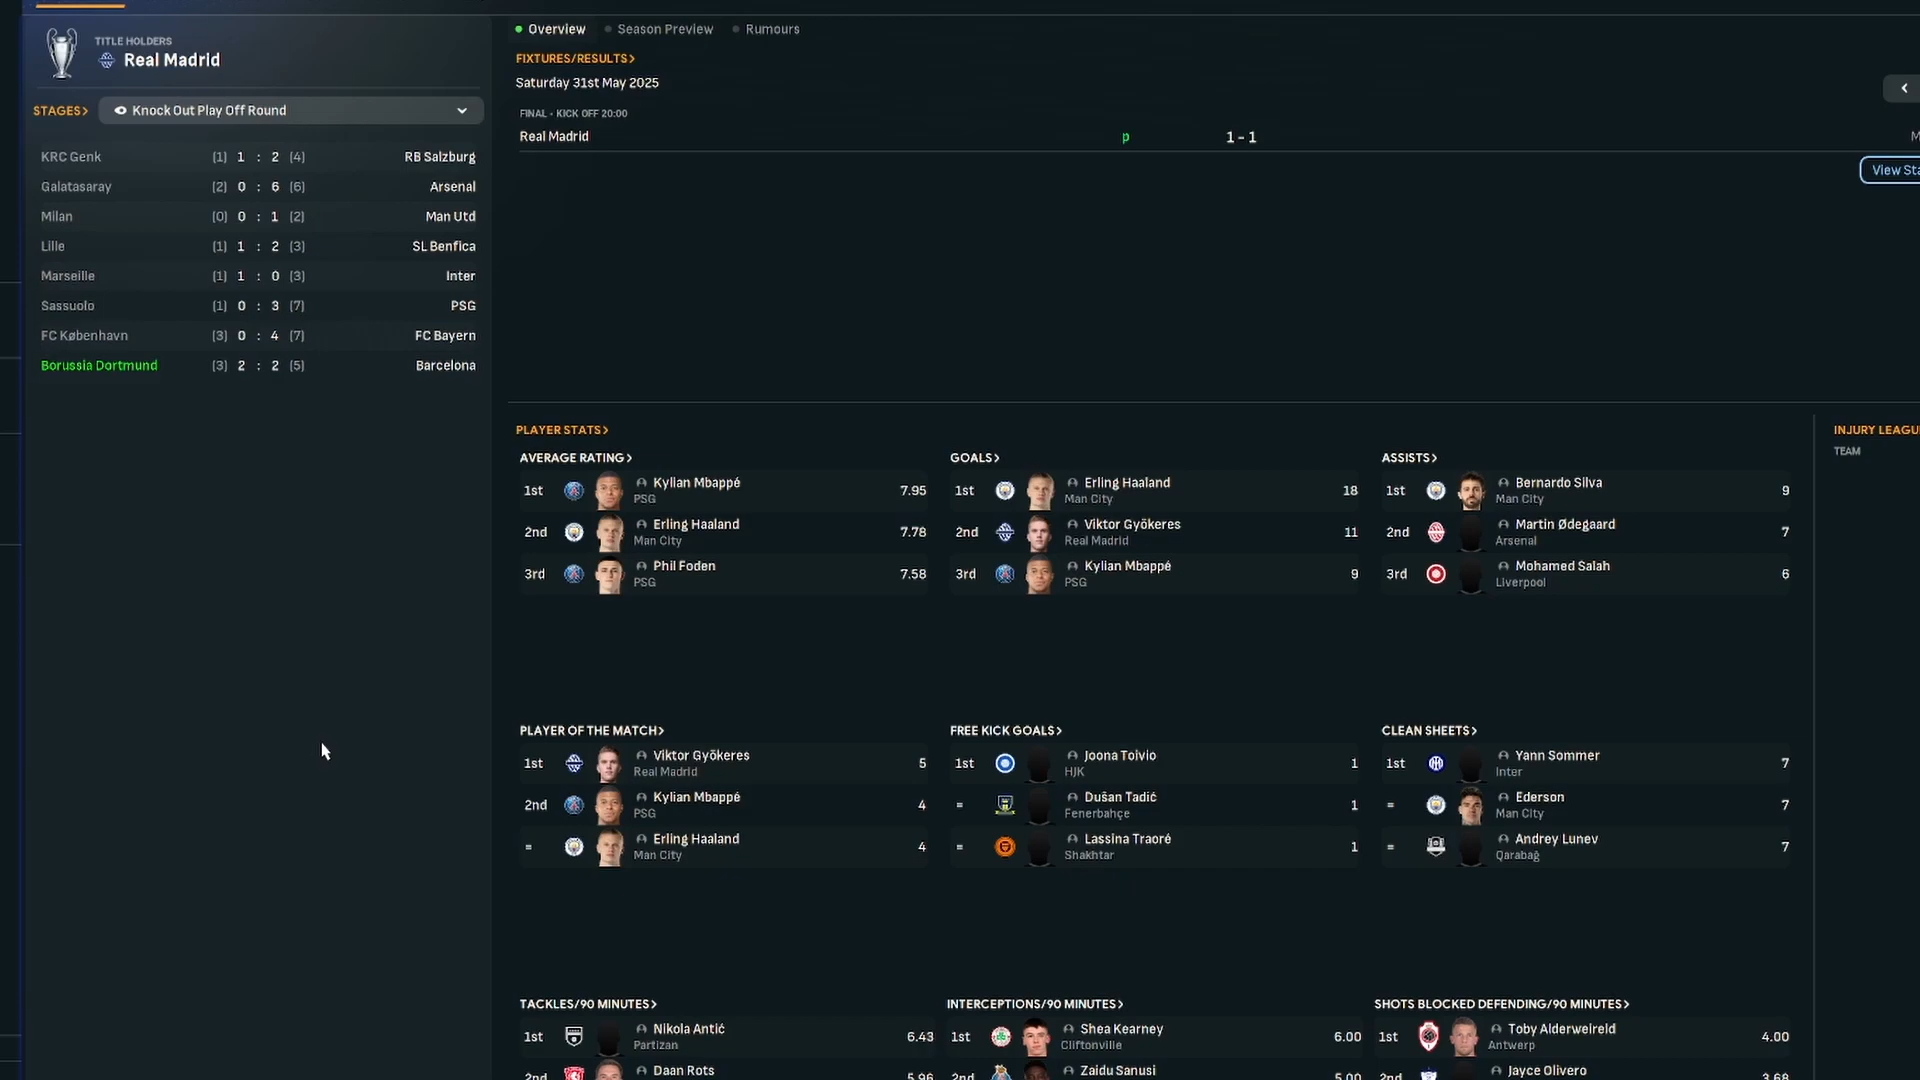 TITLE HOLDERS
Real Madrid
STAGES>
Knock Out Play Off Round
KRC Genk (1) 1 : 2 (4) RB Salzburg
Galatasaray (2) 0 : 6 (6) Arsenal
Milan (0) 0 : 1 (2) Man Utd
Lille (1) 1 : 2 (3) SL Benfica
Marseille (1) 1 : 0 (3) Inter
Sassuolo (1) 0 : 3 (7) PSG
FC København (3) 0 : 4 (7) FC Bayern
Borussia Dortmund (3) 2 : 2 (5) Barcelona
Overview Season Preview Rumours
FIXTURES/RESULTS>
Saturday 31st May 2025
FINAL - KICK OFF 20:00
Real Madrid p 1 - 1 M
View Sta
PLAYER STATS>
AVERAGE RATING>
1st Kylian Mbappé 7.95
PSG
2nd Erling Haaland 7.78
Man City
3rd Phil Foden 7.58
PSG
GOALS>
1st Erling Haaland 18
Man City
2nd Viktor Gyökeres 11
Real Madrid
3rd Kylian Mbappé 9
PSG
ASSISTS>
1st Bernardo Silva 9
Man City
2nd Martin Ødegaard 7
Arsenal
3rd Mohamed Salah 6
Liverpool
INJURY LEAGU
TEAM
PLAYER OF THE MATCH>
1st Viktor Gyökeres 5
Real Madrid
2nd Kylian Mbappé 4
PSG
= Erling Haaland 4
Man City
FREE KICK GOALS>
1st Joona Toivio 1
HJK
= Dušan Tadić 1
Fenerbahçe
= Lassina Traoré 1
Shakhtar
CLEAN SHEETS>
1st Yann Sommer 7
Inter
= Ederson 7
Man City
= Andrey Lunev 7
Qarabağ
TACKLES/90 MINUTES>
1st Nikola Antić 6.43
Partizan
2nd Daan Rots 5.96
INTERCEPTIONS/90 MINUTES>
1st Shea Kearney 6.00
Cliftonville
2nd Zaidu Sanusi 5.00
SHOTS BLOCKED DEFENDING/90 MINUTES>
1st Toby Alderweireld 4.00
Antwerp
2nd Jayce Olivero 3.68